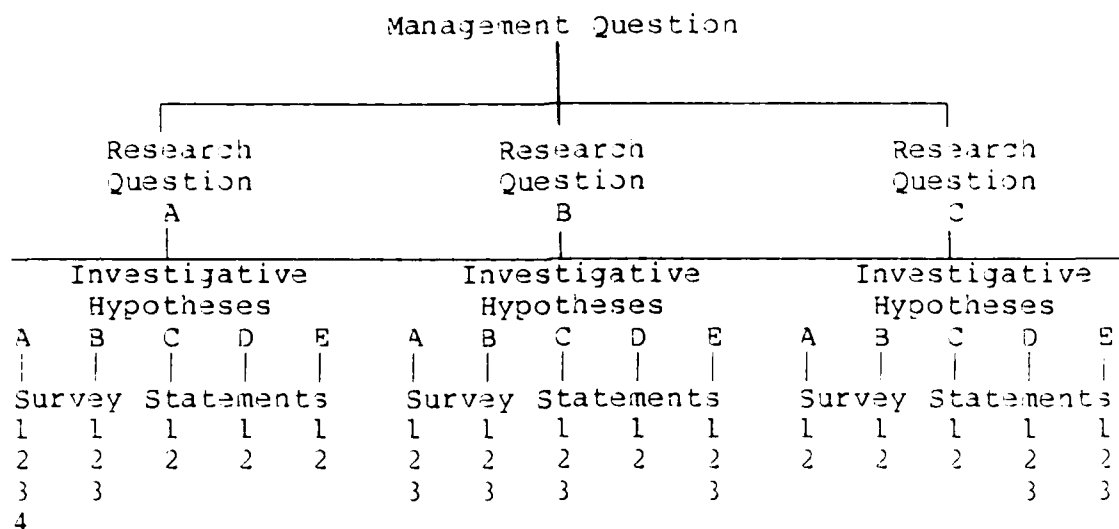 Management Question
Research Research Research
Question Question Question
A B C
Investigative Investigative Investigative
Hypotheses Hypotheses Hypotheses
A B C D E A B C D E A B C D E
Survey Statements Survey Statements Survey Statements
1 1 1 1 1 1 1 1 1 1 1 1 1 1 1
2 2 2 2 2 2 2 2 2 2 2 2 2 2 2
3 3 3 3 3 3 3 3
4